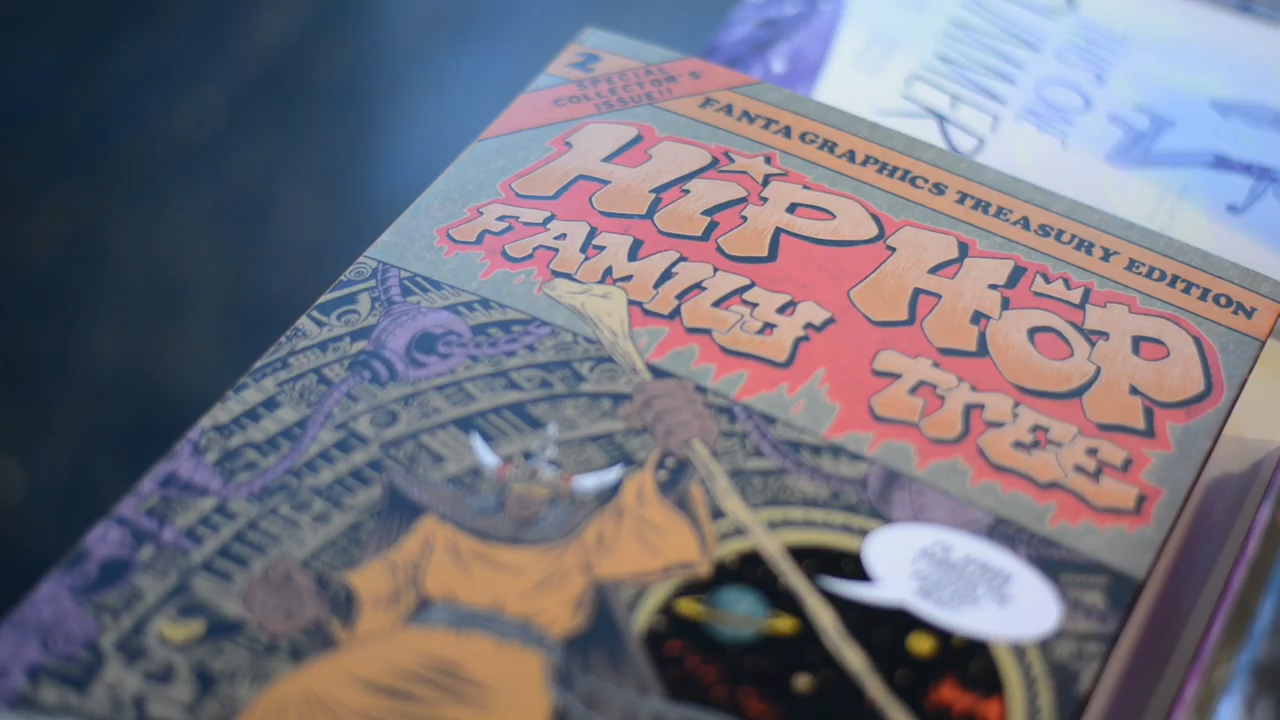 2
SPECIAL
COLLECTOR'S
ISSUE!!
FANTAGRAPHICS TREASURY EDITION
HiP HOP
FAMILY TREE